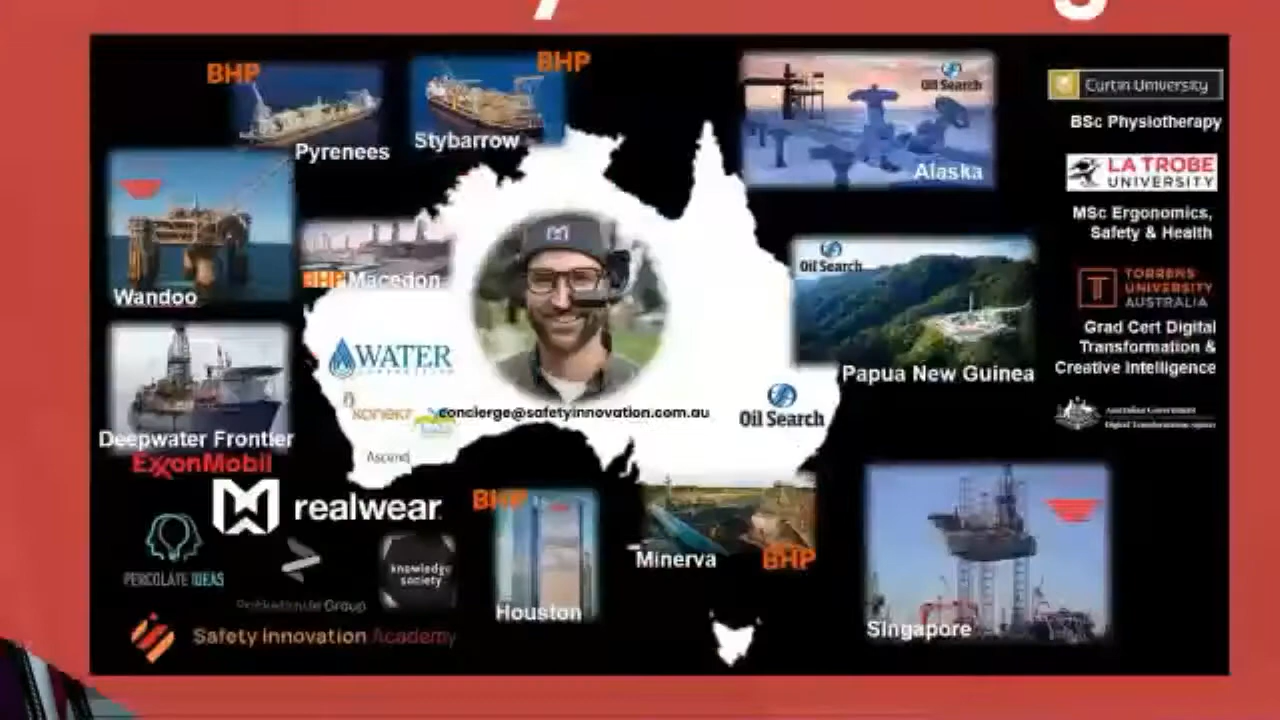 BHP
Pyrenees
BHP
Stybarrow
Oil Search
Alaska
Curtin University
BSc Physiotherapy
LA TROBE
UNIVERSITY
MSc Ergonomics,
Safety & Health
TORRENS
UNIVERSITY
AUSTRALIA
Grad Cert Digital
Transformation &
Creative Intelligence
Australian Government
Wandoo
BHP Macedon
Oil Search
Papua New Guinea
WATER
CORPORATION
konekt
concierge@safetyinnovation.com.au
Oil Search
Ascend
Deepwater Frontier
ExxonMobil
realwear
PERCOLATE IDEAS
knowledge
society
Group
Safety Innovation Academy
BHP
Houston
Minerva
BHP
Singapore